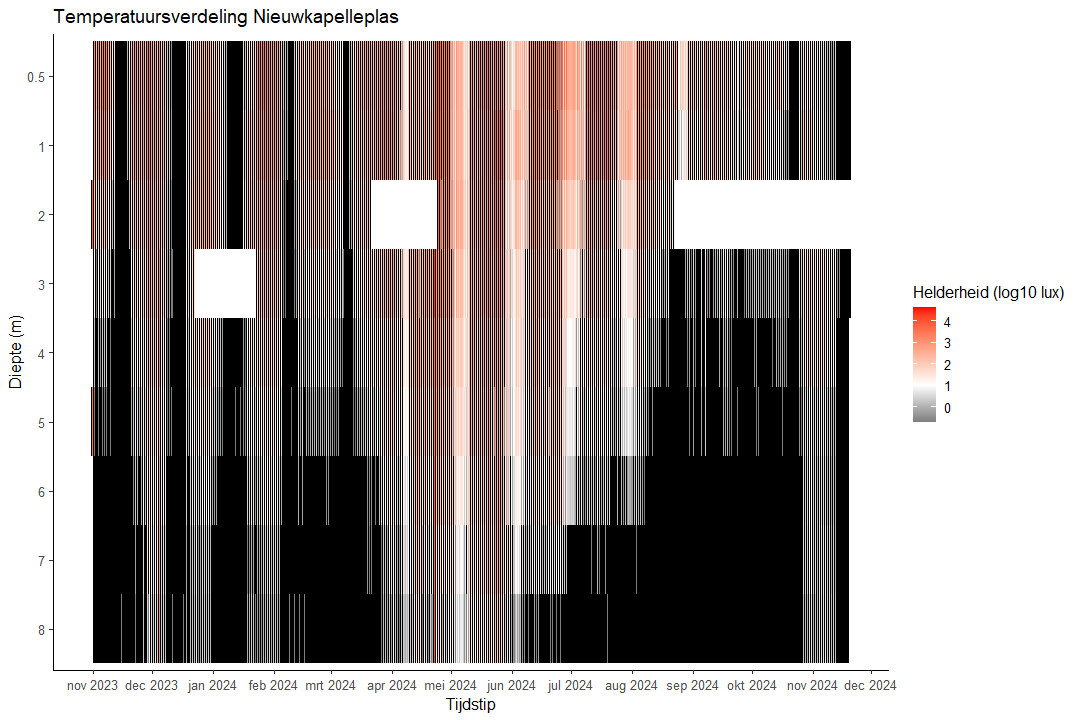 Temperatuursverdeling Nieuwkapelleplas
Diepte (m)
0.5
1
2
3
4
5
6
7
8
nov 2023 dec 2023 jan 2024 feb 2024 mrt 2024 apr 2024 mei 2024 jun 2024 jul 2024 aug 2024 sep 2024 okt 2024 nov 2024 dec 2024
Tijdstip
Helderheid (log10 lux)
4
3
2
1
0